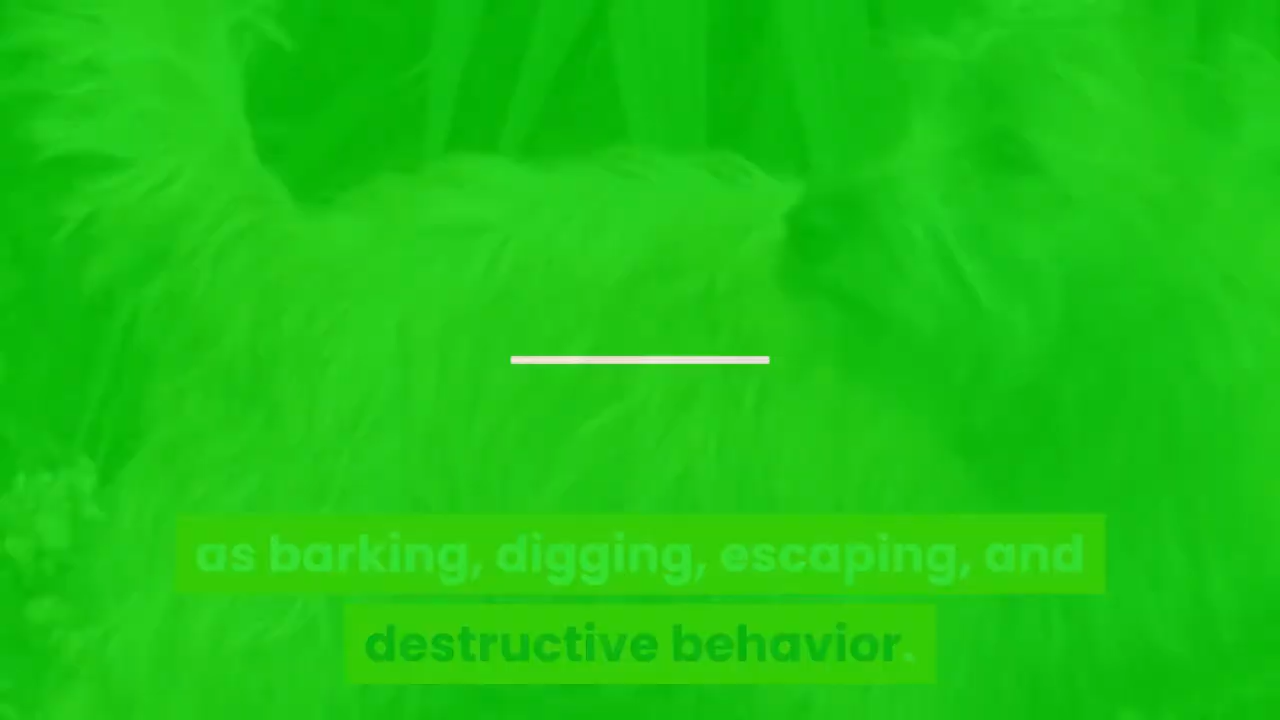 as barking, digging, escaping, and
destructive behavior.